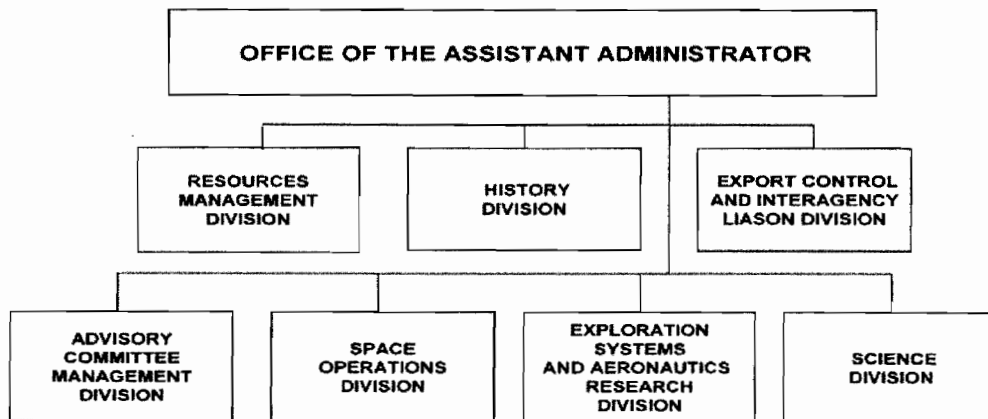 OFFICE OF THE ASSISTANT ADMINISTRATOR
RESOURCES
MANAGEMENT
DIVISION
HISTORY
DIVISION
EXPORT CONTROL
AND INTERAGENCY
LIASON DIVISION
ADVISORY
COMMITTEE
MANAGEMENT
DIVISION
SPACE
OPERATIONS
DIVISION
EXPLORATION
SYSTEMS
AND AERONAUTICS
RESEARCH
DIVISION
SCIENCE
DIVISION